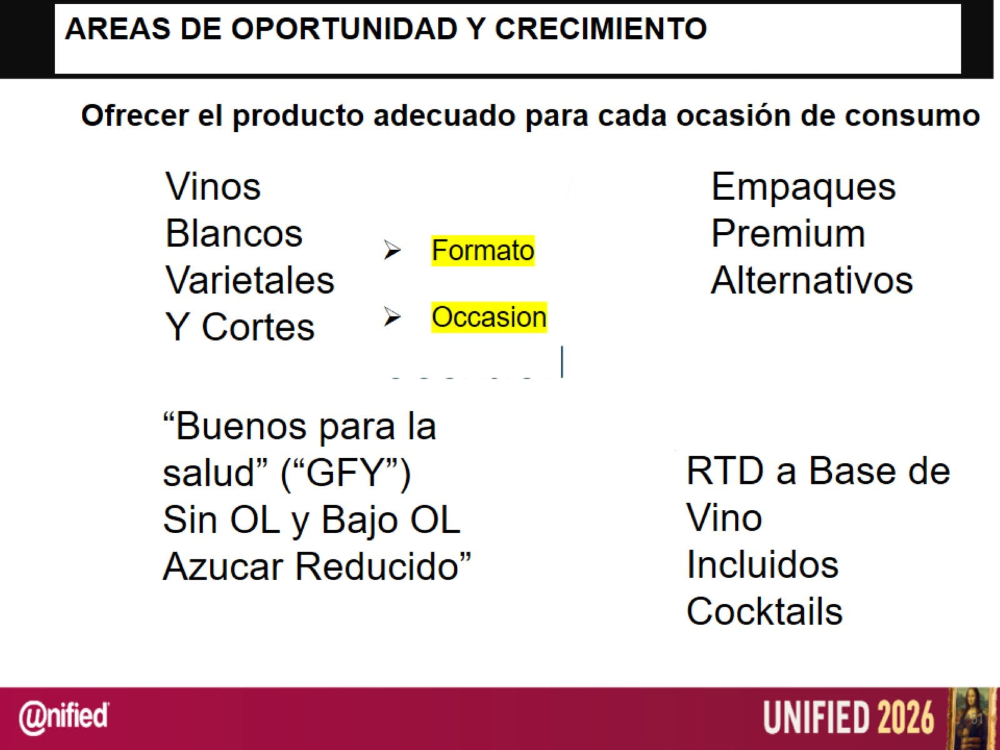 AREAS DE OPORTUNIDAD Y CRECIMIENTO
Ofrecer el producto adecuado para cada ocasión de consumo
Vinos
Blancos
Varietales
Y Cortes
➢ Formato
➢ Occasion
Empaques
Premium
Alternativos
“Buenos para la
salud” (“GFY”)
Sin OL y Bajo OL
Azucar Reducido”
RTD a Base de
Vino
Incluidos
Cocktails
@unified
UNIFIED 2026
51